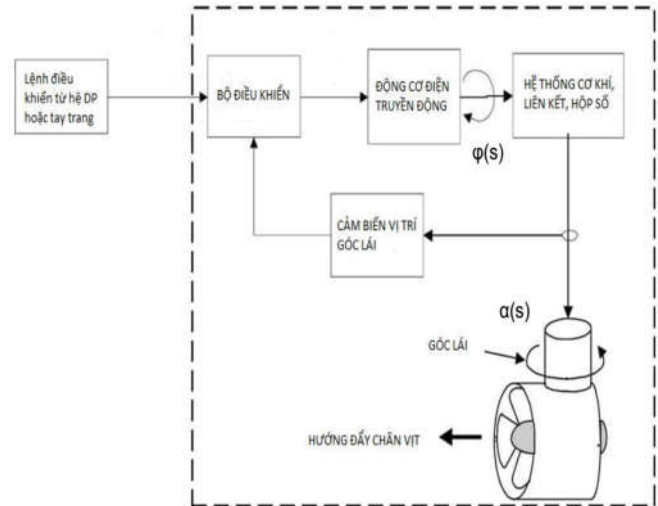 Lệnh điều
khiển từ hệ DP
hoặc tay trang
BỘ ĐIỀU KHIỂN
ĐỘNG CƠ ĐIỆN
TRUYỀN ĐỘNG
HỆ THỐNG CƠ KHÍ,
LIÊN KẾT, HỘP SỐ
φ(s)
CẢM BIẾN VỊ TRÍ
GÓC LÁI
α(s)
GÓC LÁI
HƯỚNG ĐẨY CHÂN VỊT